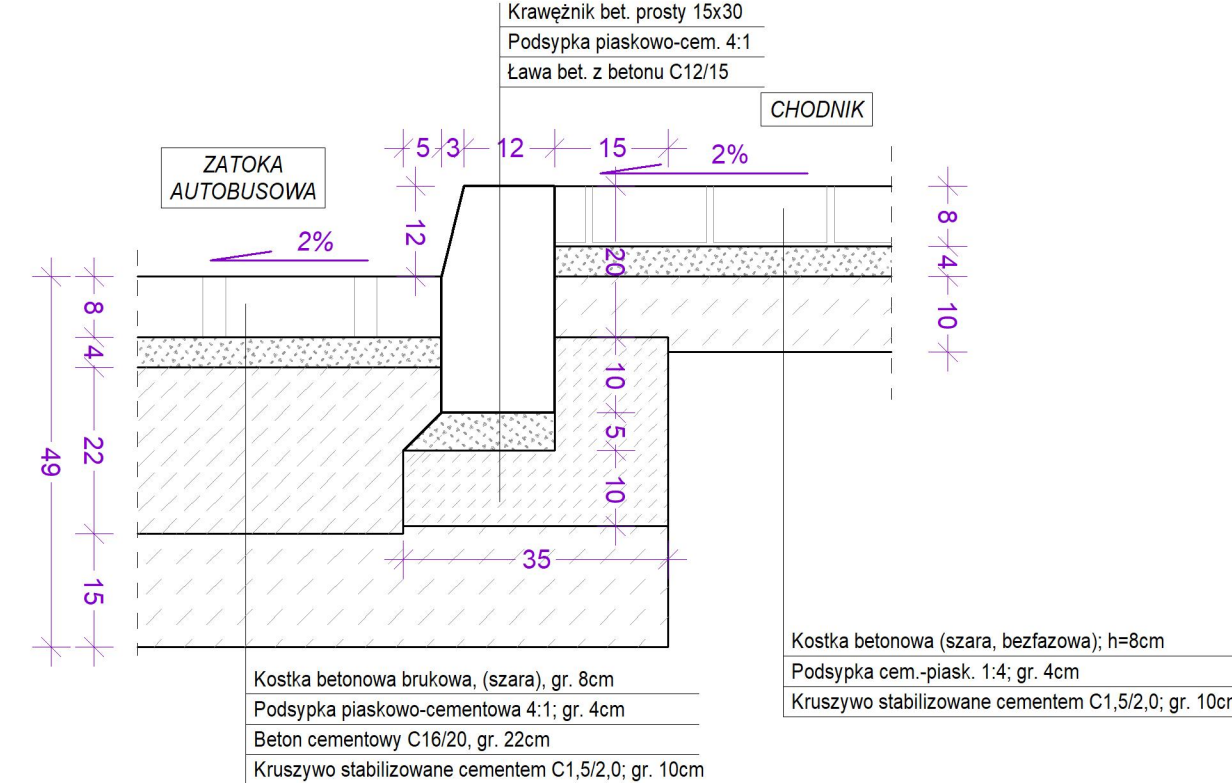 Krawężnik bet. prosty 15x30
Podsypka piaskowo-cem. 4:1
Ława bet. z betonu C12/15
CHODNIK
ZATOKA
AUTOBUSOWA
5 3 12 15
2%
2%
12
20
10
5
10
35
8
4
10
8
4
22
15
49
Kostka betonowa brukowa, (szara), gr. 8cm
Podsypka piaskowo-cementowa 4:1; gr. 4cm
Beton cementowy C16/20, gr. 22cm
Kruszywo stabilizowane cementem C1,5/2,0; gr. 10cm
Kostka betonowa (szara, bezfazowa); h=8cm
Podsypka cem.-piask. 1:4; gr. 4cm
Kruszywo stabilizowane cementem C1,5/2,0; gr. 10cm